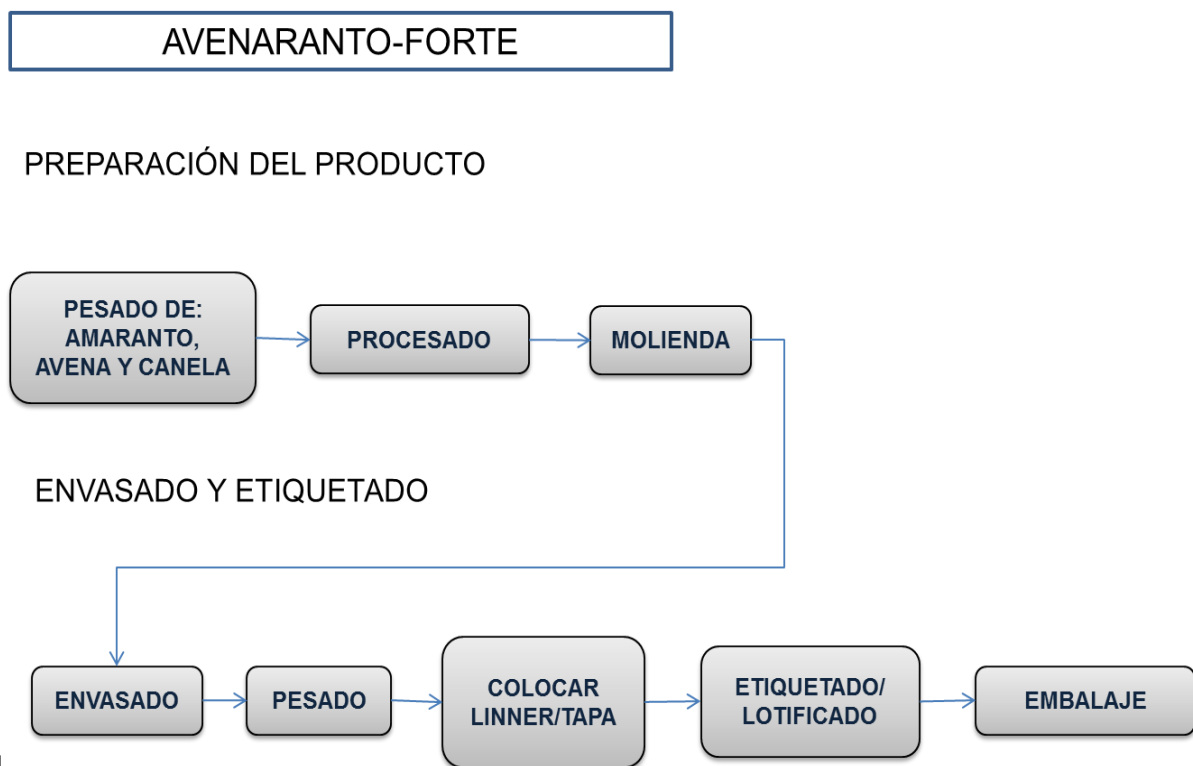 AVENARANTO-FORTE
PREPARACIÓN DEL PRODUCTO
PESADO DE:
AMARANTO,
AVENA Y CANELA
PROCESADO
MOLIENDA
ENVASADO Y ETIQUETADO
ENVASADO
PESADO
COLOCAR
LINNER/TAPA
ETIQUETADO/
LOTIFICADO
EMBALAJE